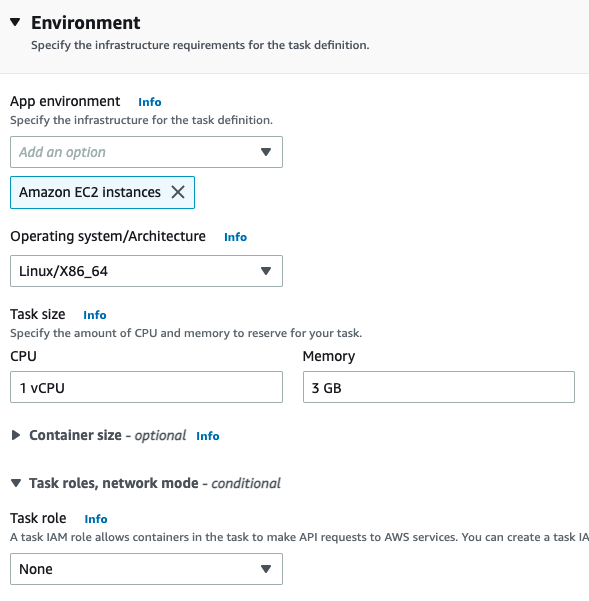 Environment
Specify the infrastructure requirements for the task definition.
App environment Info
Specify the infrastructure for the task definition.
Add an option
Amazon EC2 instances
Operating system/Architecture Info
Linux/X86_64
Task size Info
Specify the amount of CPU and memory to reserve for your task.
CPU Memory
1 vCPU 3 GB
Container size - optional Info
Task roles, network mode - conditional
Task role Info
A task IAM role allows containers in the task to make API requests to AWS services. You can create a task IA
None